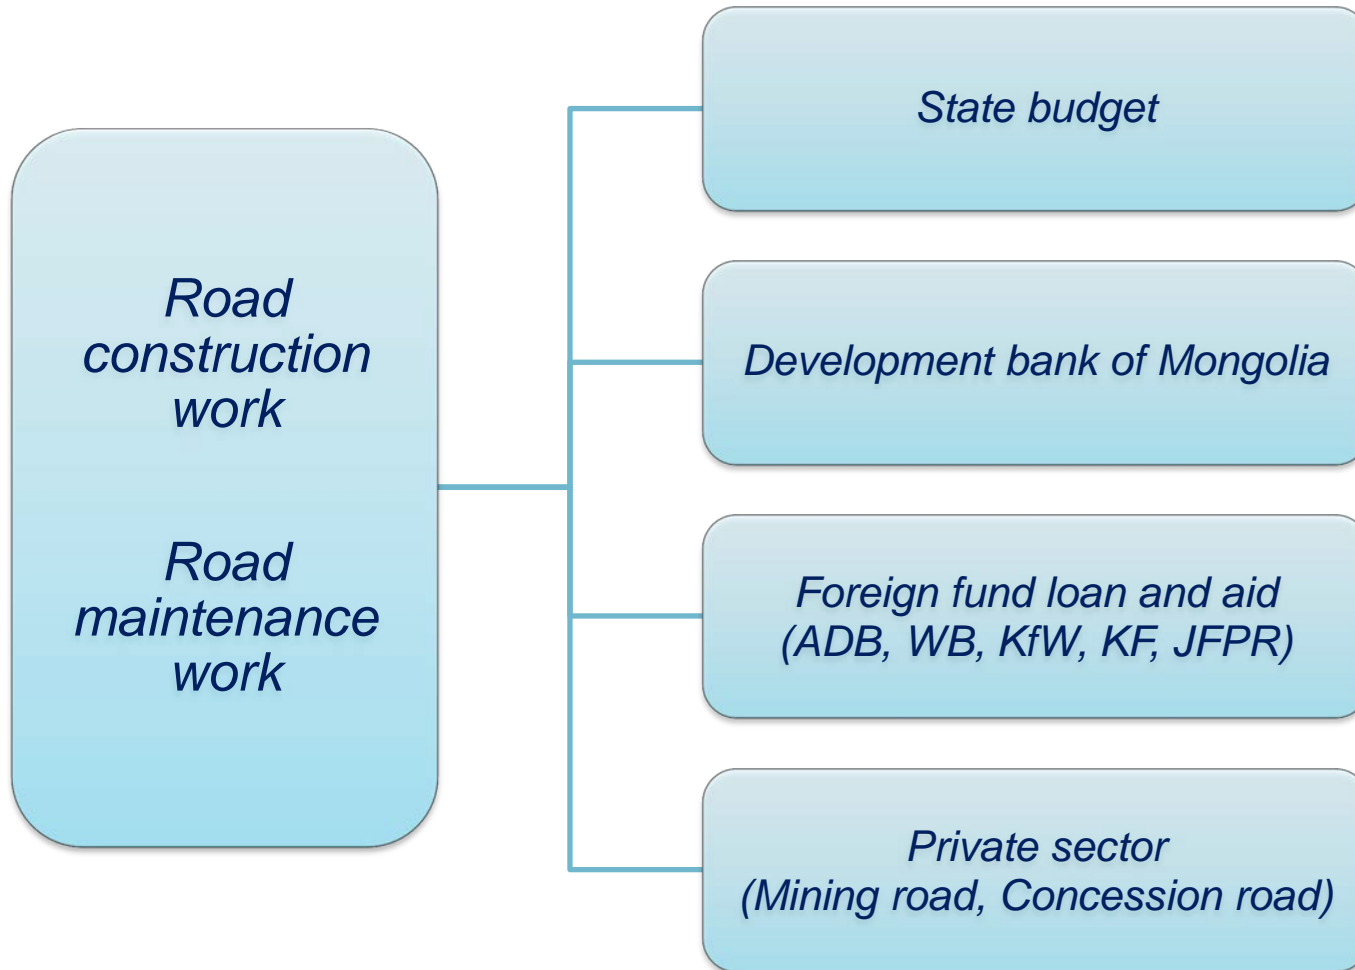 Road
construction
work
Road
maintenance
work
State budget
Development bank of Mongolia
Foreign fund loan and aid
(ADB, WB, KfW, KF, JFPR)
Private sector
(Mining road, Concession road)